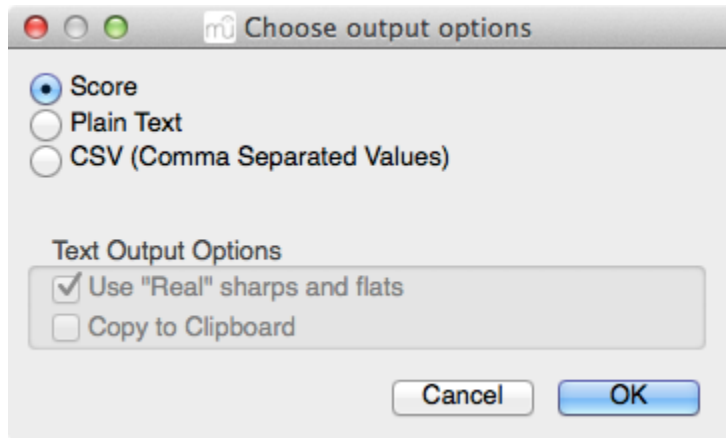 Choose output options
Score
Plain Text
CSV (Comma Separated Values)
Text Output Options
Use "Real" sharps and flats
Copy to Clipboard
Cancel OK